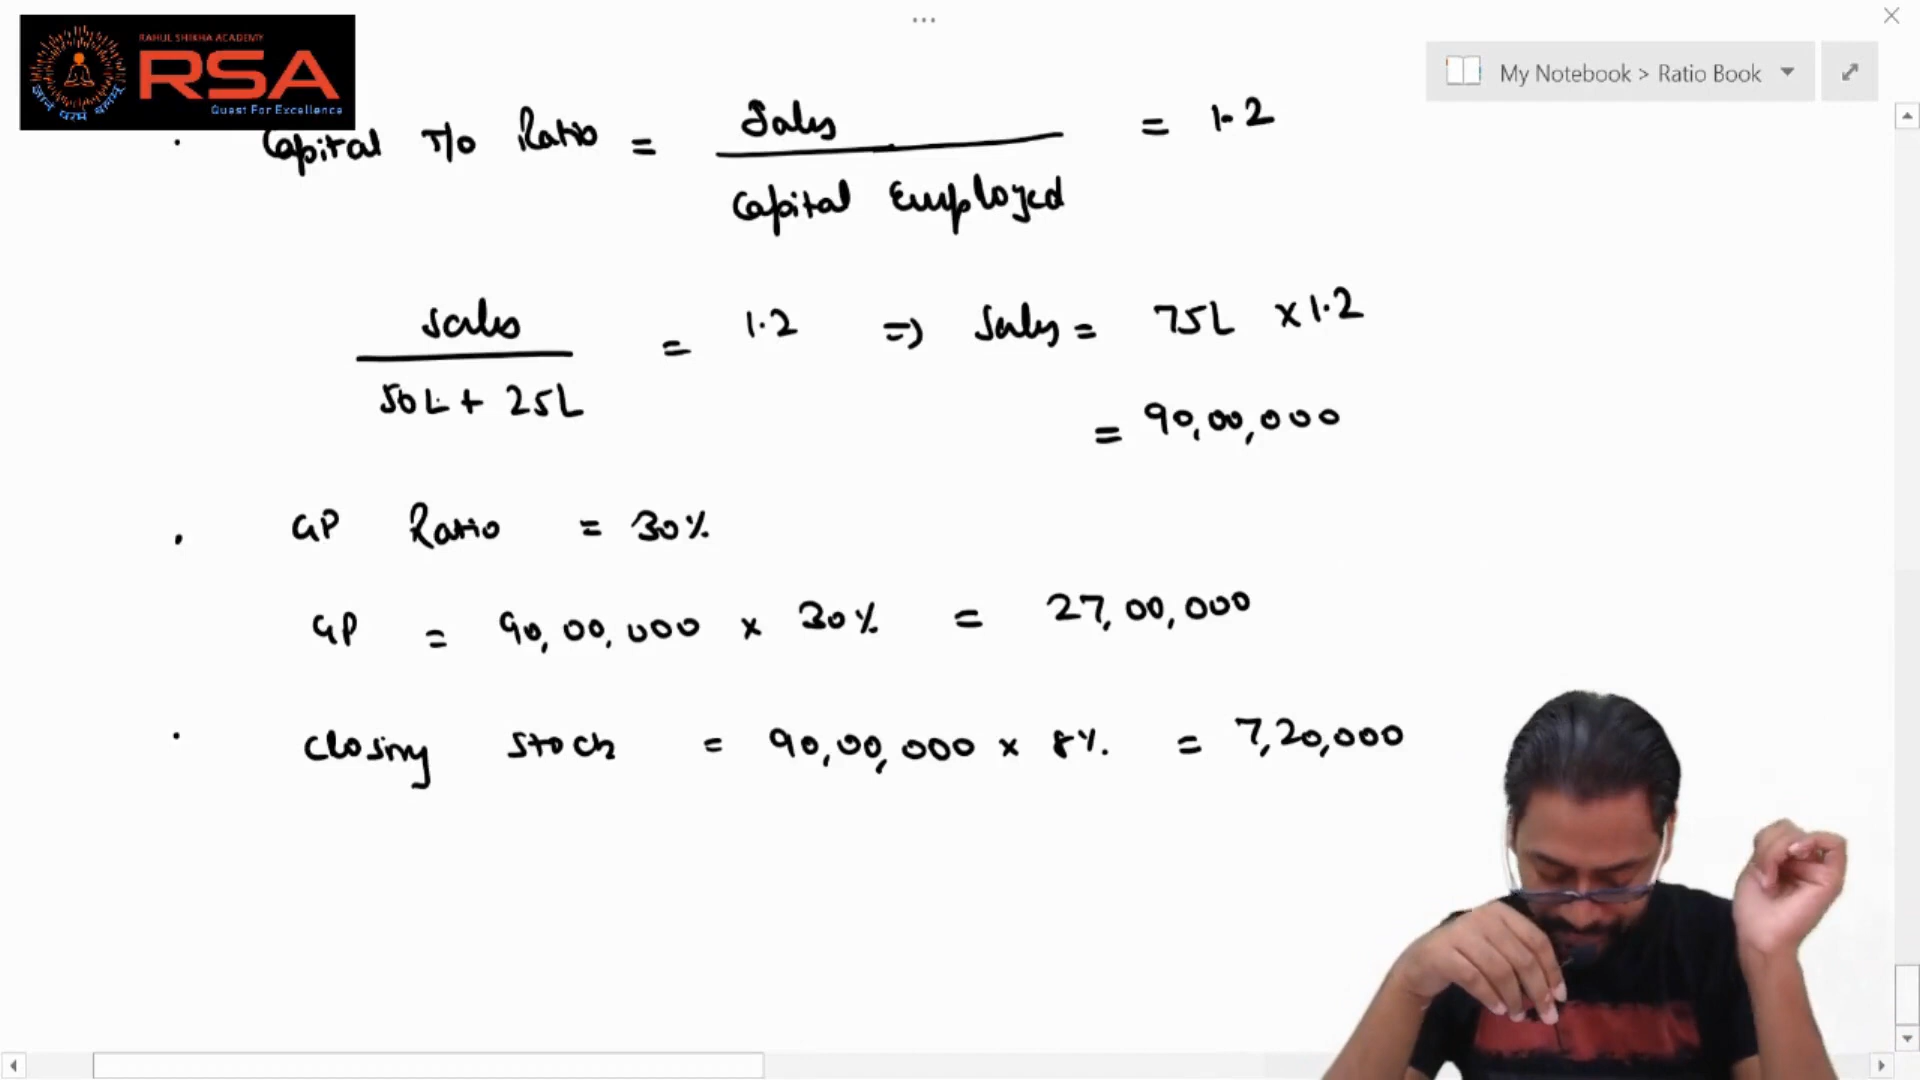 RAHUL SHIKHA ACADEMY
RSA
Quest For Excellence
My Notebook > Ratio Book
Capital T/o Ratio = Sales / Capital Employed = 1.2
Sales / 50L + 25L = 1.2 => Sales = 75L x 1.2
= 90,00,000
. GP Ratio = 30%
GP = 90,00,000 x 30% = 27,00,000
. Closing Stock = 90,00,000 x 8% = 7,20,000